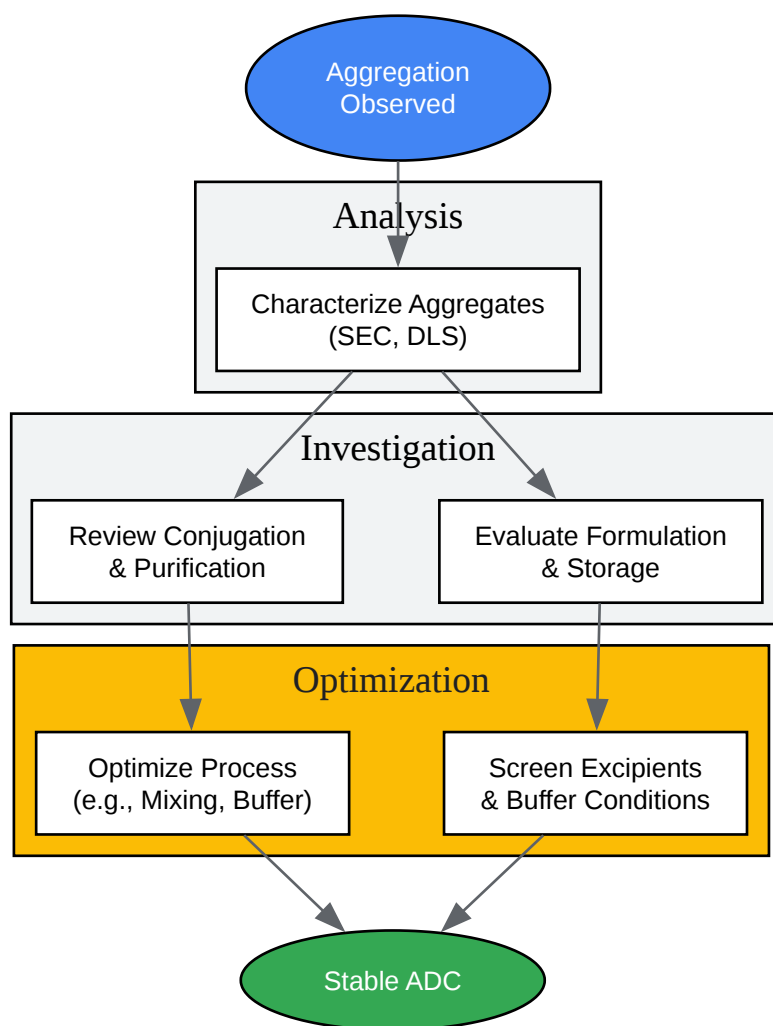 Aggregation
Observed
Analysis
Characterize Aggregates
(SEC, DLS)
Investigation
Review Conjugation
& Purification
Evaluate Formulation
& Storage
Optimization
Optimize Process
(e.g., Mixing, Buffer)
Screen Excipients
& Buffer Conditions
Stable ADC